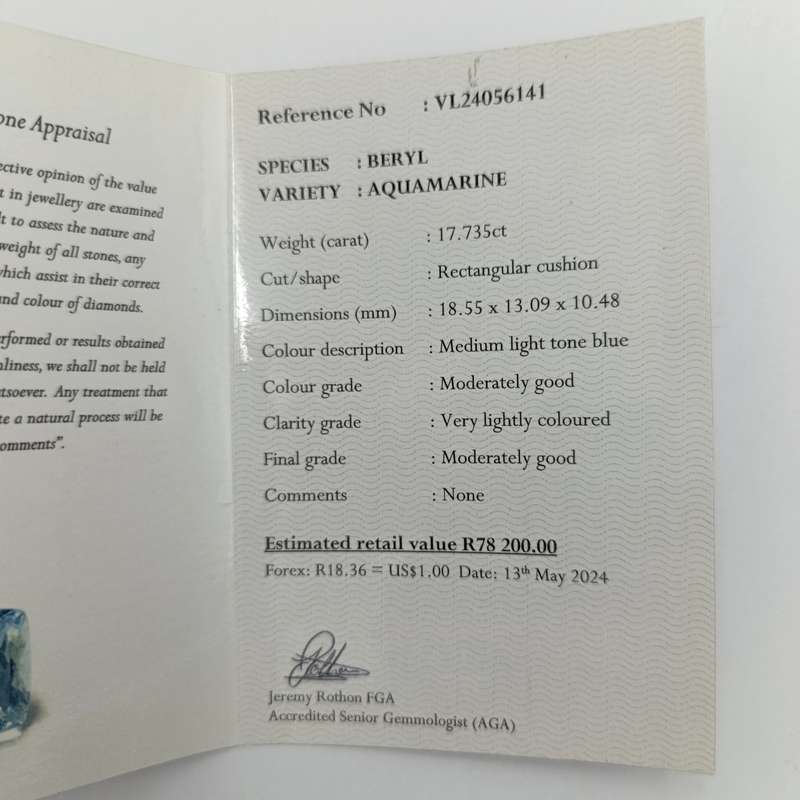 one Appraisal
ective opinion of the value
t in jewellery are examined
lt to assess the nature and
weight of all stones, any
which assist in their correct
nd colour of diamonds.
rformed or results obtained
nliness, we shall not be held
tsoever. Any treatment that
te a natural process will be
omments".
Reference No : VL24056141
SPECIES : BERYL
VARIETY : AQUAMARINE
Weight (carat) : 17.735ct
Cut/shape : Rectangular cushion
Dimensions (mm) : 18.55 x 13.09 x 10.48
Colour description : Medium light tone blue
Colour grade : Moderately good
Clarity grade : Very lightly coloured
Final grade : Moderately good
Comments : None
Estimated retail value R78 200.00
Forex: R18.36 = US$1.00 Date: 13th May 2024
Jeremy Rothon FGA
Accredited Senior Gemmologist (AGA)